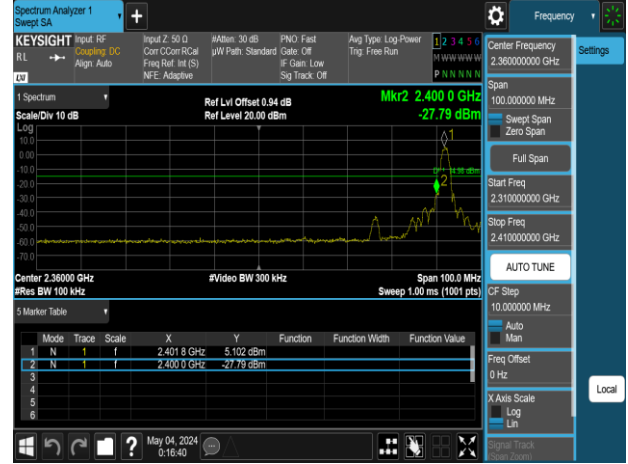 Spectrum Analyzer 1
Swept SA
+
Frequency
KEYSIGHT
RL
LXI
Input: RF
Coupling: DC
Align: Auto
Input Z: 50 Ω
Corr CCorr RCal
Freq Ref: Int (S)
NFE: Adaptive
#Atten: 30 dB
µW Path: Standard
PNO: Fast
Gate: Off
IF Gain: Low
Sig Track: Off
Avg Type: Log-Power
Trig: Free Run
1 2 3 4 5 6
M W W W W W
P N N N N N
1 Spectrum
Scale/Div 10 dB
Ref Lvl Offset 0.94 dB
Ref Level 20.00 dBm
Mkr2 2.400 0 GHz
-27.79 dBm
Log
10.0
0.00
-10.0
-20.0
-30.0
-40.0
-50.0
-60.0
-70.0
1
2
Center 2.36000 GHz
#Res BW 100 kHz
#Video BW 300 kHz
Span 100.0 MHz
Sweep 1.00 ms (1001 pts)
5 Marker Table
Mode Trace Scale X Y Function Function Width Function Value
1 N 1 f 2.401 8 GHz 5.102 dBm
2 N 1 f 2.400 0 GHz -27.79 dBm
3
4
5
6
?
May 04, 2024
0:16:40
Center Frequency
2.360000000 GHz
Settings
Span
100.000000 MHz
Swept Span
Zero Span
Full Span
Start Freq
2.310000000 GHz
Stop Freq
2.410000000 GHz
AUTO TUNE
CF Step
10.000000 MHz
Auto
Man
Freq Offset
0 Hz
X Axis Scale
Log
Lin
Local
Signal Track
(Span Zoom)